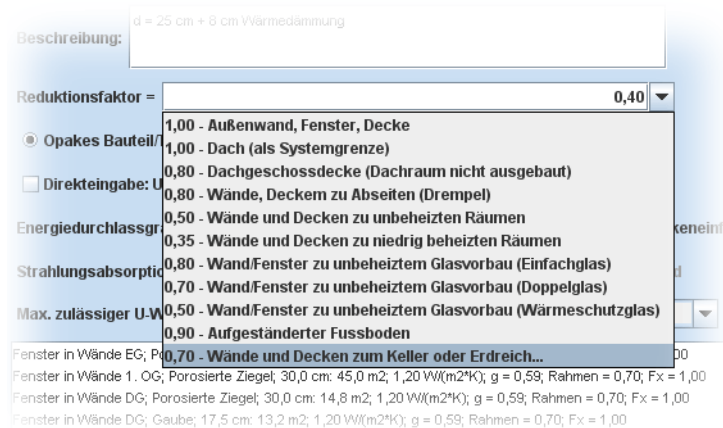 d = 25 cm + 8 cm Wärmedämmung
Beschreibung:
Reduktionsfaktor = 0,40
1,00 - Außenwand, Fenster, Decke
Opakes Bauteil/
1,00 - Dach (als Systemgrenze)
0,80 - Dachgeschossdecke (Dachraum nicht ausgebaut)
Direkteingabe: U
0,80 - Wände, Deckem zu Abseiten (Drempel)
0,50 - Wände und Decken zu unbeheizten Räumen
Energiedurchlassgr
0,35 - Wände und Decken zu niedrig beheizten Räumen
Strahlungsabsorptio
0,80 - Wand/Fenster zu unbeheiztem Glasvorbau (Einfachglas)
0,70 - Wand/Fenster zu unbeheiztem Glasvorbau (Doppelglas)
Max. zulässiger U-W
0,50 - Wand/Fenster zu unbeheiztem Glasvorbau (Wärmeschutzglas)
0,90 - Aufgeständerter Fussboden
Fenster in Wände EG; Po
0,70 - Wände und Decken zum Keller oder Erdreich... 00
Fenster in Wände 1. OG; Porosierte Ziegel; 30,0 cm: 45,0 m2; 1,20 W/(m2*K); g = 0,59; Rahmen = 0,70; Fx = 1,00
Fenster in Wände DG; Porosierte Ziegel; 30,0 cm: 14,8 m2; 1,20 W/(m2*K); g = 0,59; Rahmen = 0,70; Fx = 1,00
Fenster in Wände DG; Gaube; 17,5 cm: 13,2 m2; 1,20 W/(m2*K); g = 0,59; Rahmen = 0,70; Fx = 1,00